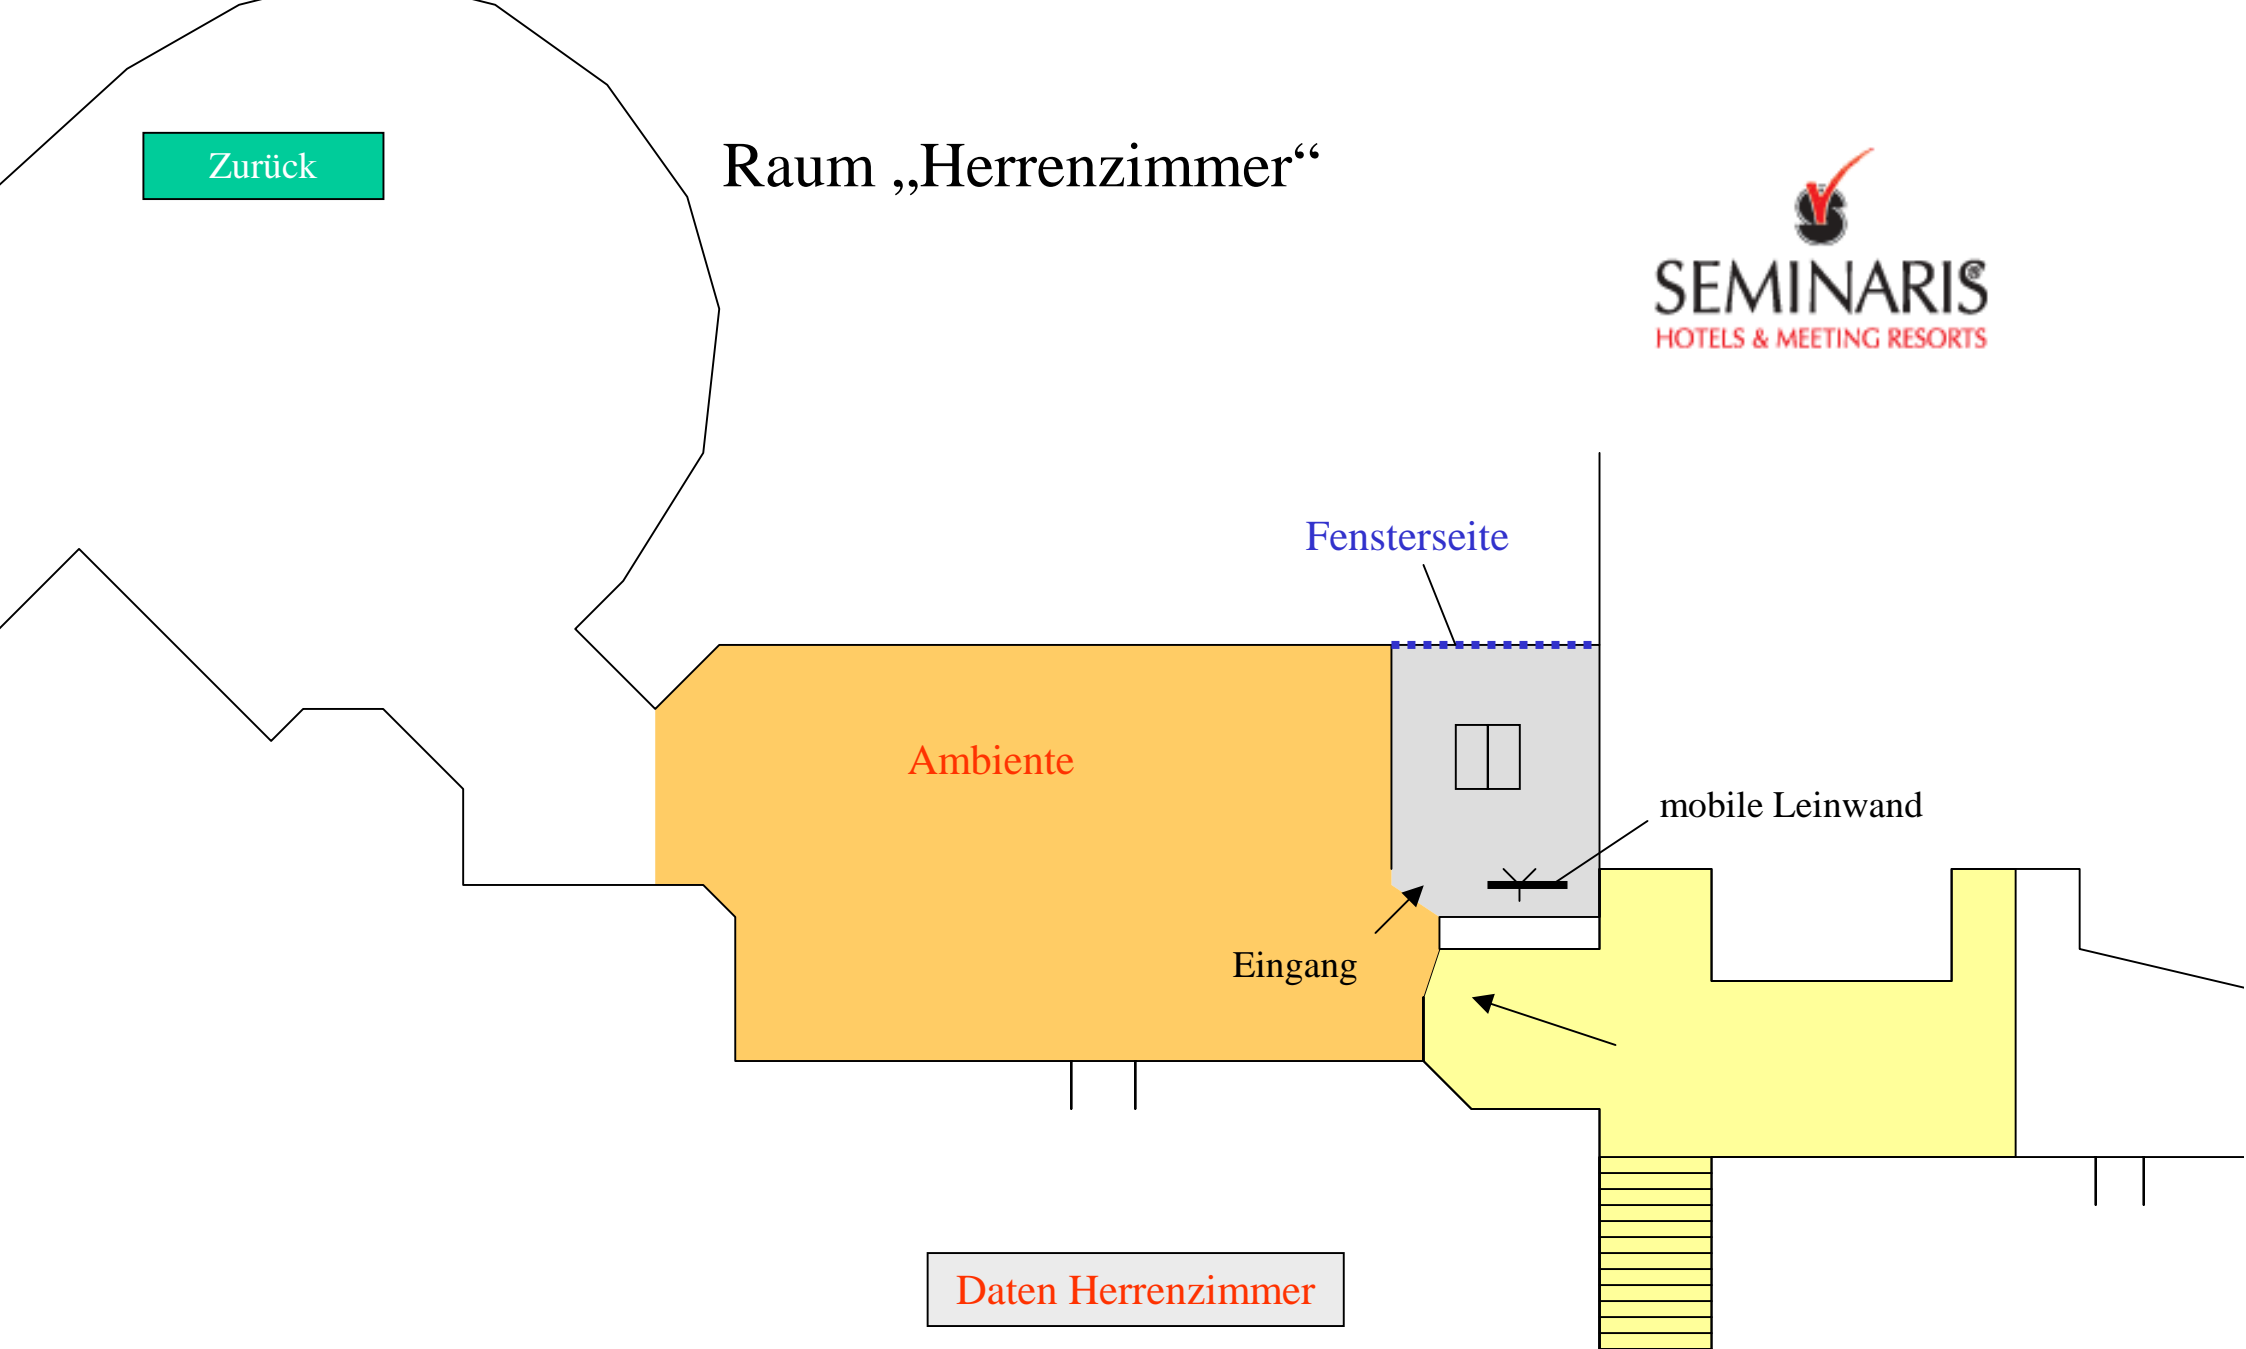 Zurück
Raum „Herrenzimmer“
SEMINARIS®
HOTELS & MEETING RESORTS
Fensterseite
Ambiente
mobile Leinwand
Eingang
Daten Herrenzimmer